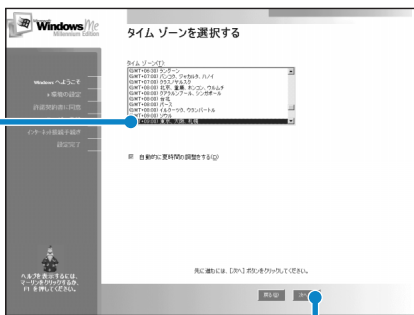 Windows Me
Millennium Edition
タイム ゾーンを選択する
Windows へようこそ
環境の設定
許諾契約書に同意
インターネット接続手続き
設定完了
タイム ゾーン(T)
(GMT+06:00) ラングーン
(GMT+07:00) バンコク、ジャカルタ、ハノイ
(GMT+07:00) クラスノヤルスク
(GMT+08:00) 北京、重慶、ホンコン、ウルムチ
(GMT+08:00) クアラルンプール、シンガポール
(GMT+08:00) 台北
(GMT+08:00) パース
(GMT+08:00) イルクーツク、ウランバートル
(GMT+09:00) ソウル
(GMT+09:00) 東京、大阪、札幌
自動的に夏時間の調整をする(D)
ヘルプを表示するには、
マーリンをクリックするか、
F1 を押してください。
先に進むには、[次へ] ボタンをクリックしてください。
戻る(B)
次へ